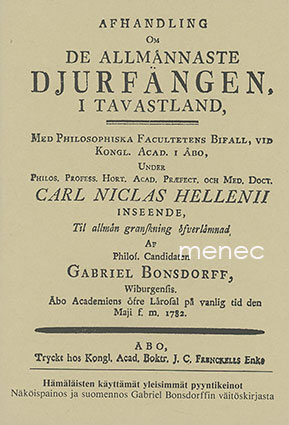 AFHANDLING
OM
DE ALLMÄNNASTE
DJURFÄNGEN,
I TAVASTLAND,
MED PHILOSOPHISKA FACULTETENS BIFALL, VID
KONGL. ACAD. I ÅBO,
UNDER
PHILOS. PROFESS. HORT. ACAD. PRÆFECT. OCH MED. DOCT.
CARL NICLAS HELLENII
INSEENDE,
Til allmän granſkning öfverlämnad,
AF
Philoſ. Candidaten
menec
GABRIEL BONSDORFF,
Wiburgenſis.
Åbo Academiens öfre Läroſal på vanlig tid den
Maji f. m. 1782.
ABO,
Tryckt hos Kongl. Acad. Boktr. J. C. FRENCKELLS Enka
Hämäläisten käyttämät yleisimmät pyyntikeinot
Näköispainos ja suomennos Gabriel Bonsdorffin väitöskirjasta